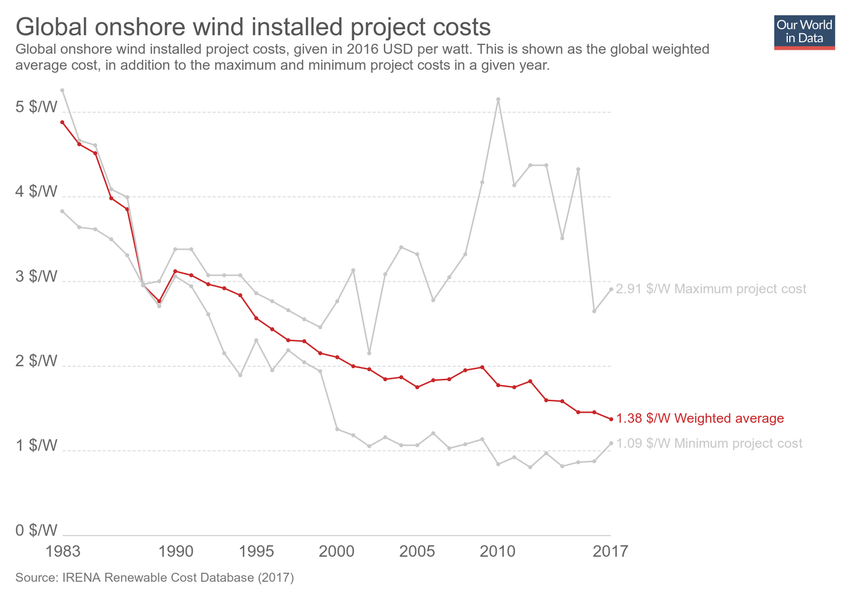 Global onshore wind installed project costs
Our World
in Data
Global onshore wind installed project costs, given in 2016 USD per watt. This is shown as the global weighted
average cost, in addition to the maximum and minimum project costs in a given year.
5 $/W
4 $/W
3 $/W
2.91 $/W Maximum project cost
2 $/W
1.38 $/W Weighted average
1.09 $/W Minimum project cost
1 $/W
0 $/W
1983 1990 1995 2000 2005 2010 2017
Source: IRENA Renewable Cost Database (2017)